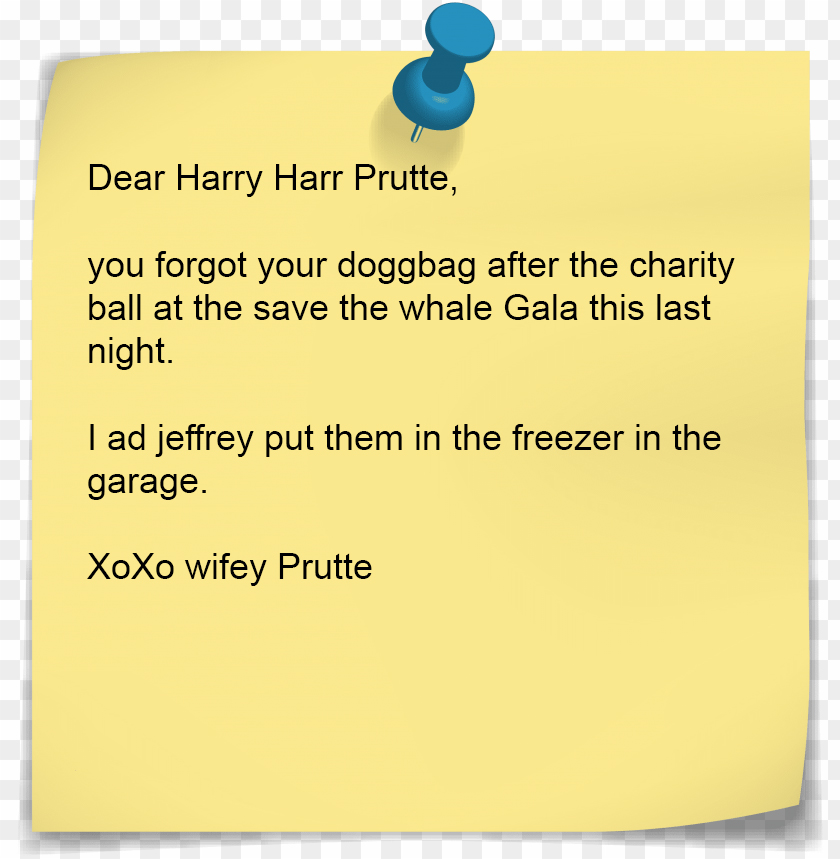 Dear Harry Harr Prutte,
you forgot your doggbag after the charity
ball at the save the whale Gala this last
night.
I ad jeffrey put them in the freezer in the
garage.
XoXo wifey Prutte